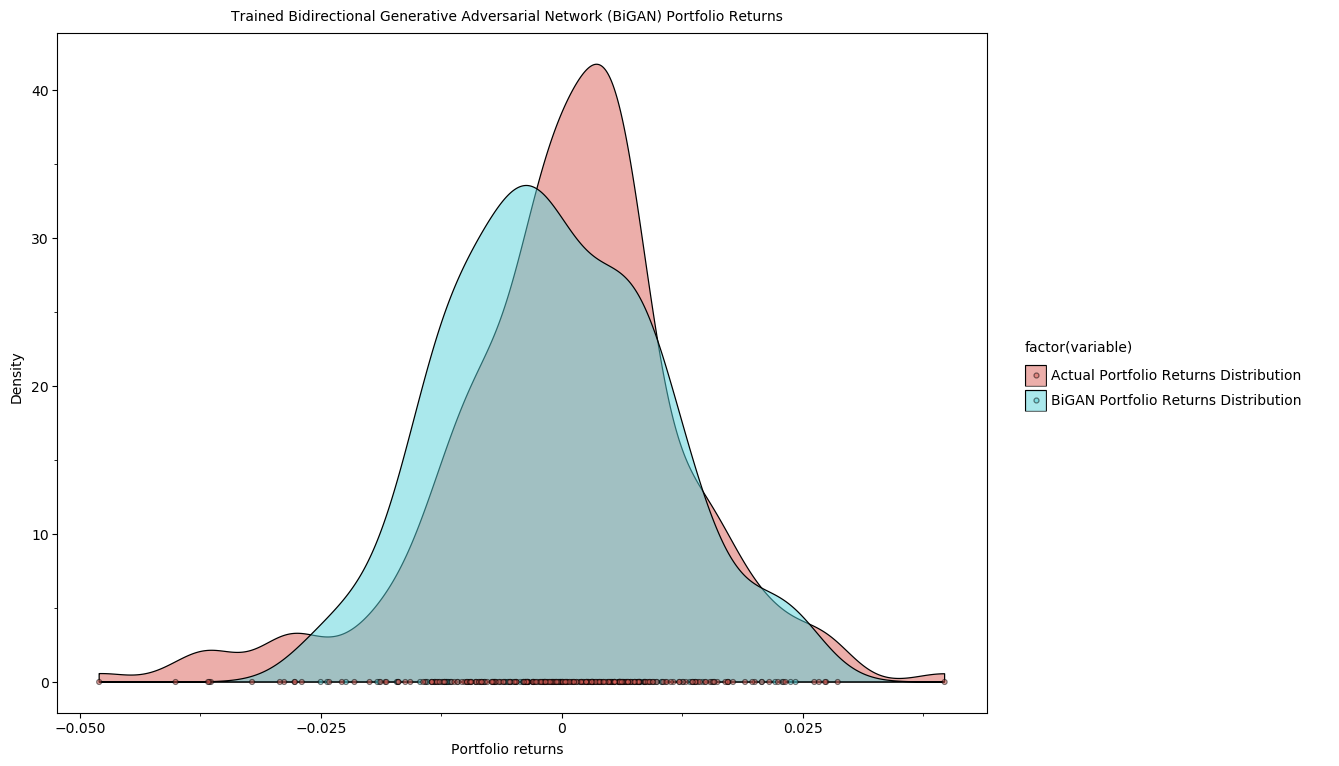 Trained Bidirectional Generative Adversarial Network (BiGAN) Portfolio Returns
40
30
20
10
0
Density
−0.050
−0.025
0
0.025
Portfolio returns
factor(variable)
Actual Portfolio Returns Distribution
BiGAN Portfolio Returns Distribution